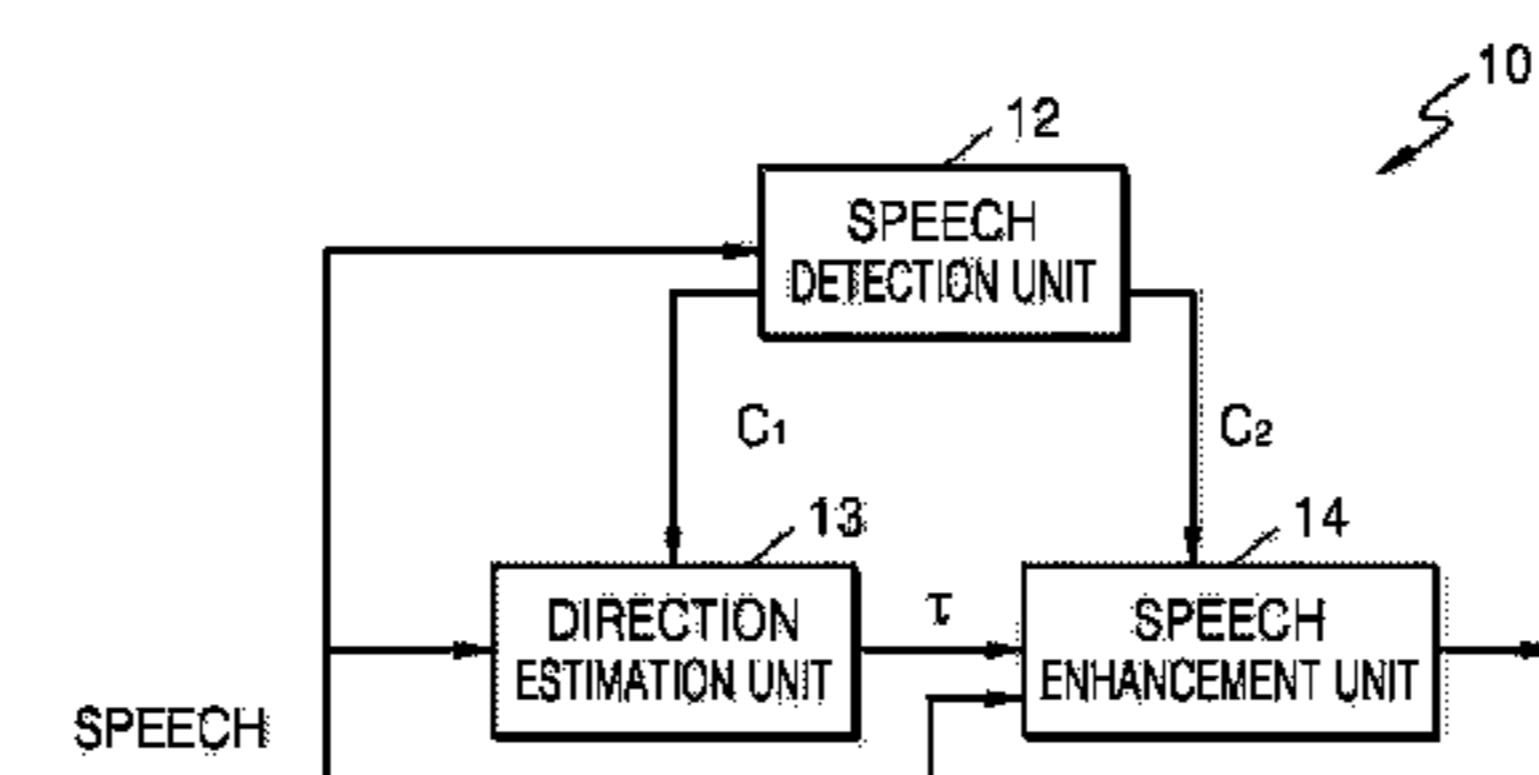 10
12
SPEECH
DETECTION UNIT
C1
C2
13
14
DIRECTION
ESTIMATION UNIT
τ
SPEECH
ENHANCEMENT UNIT
SPEECH